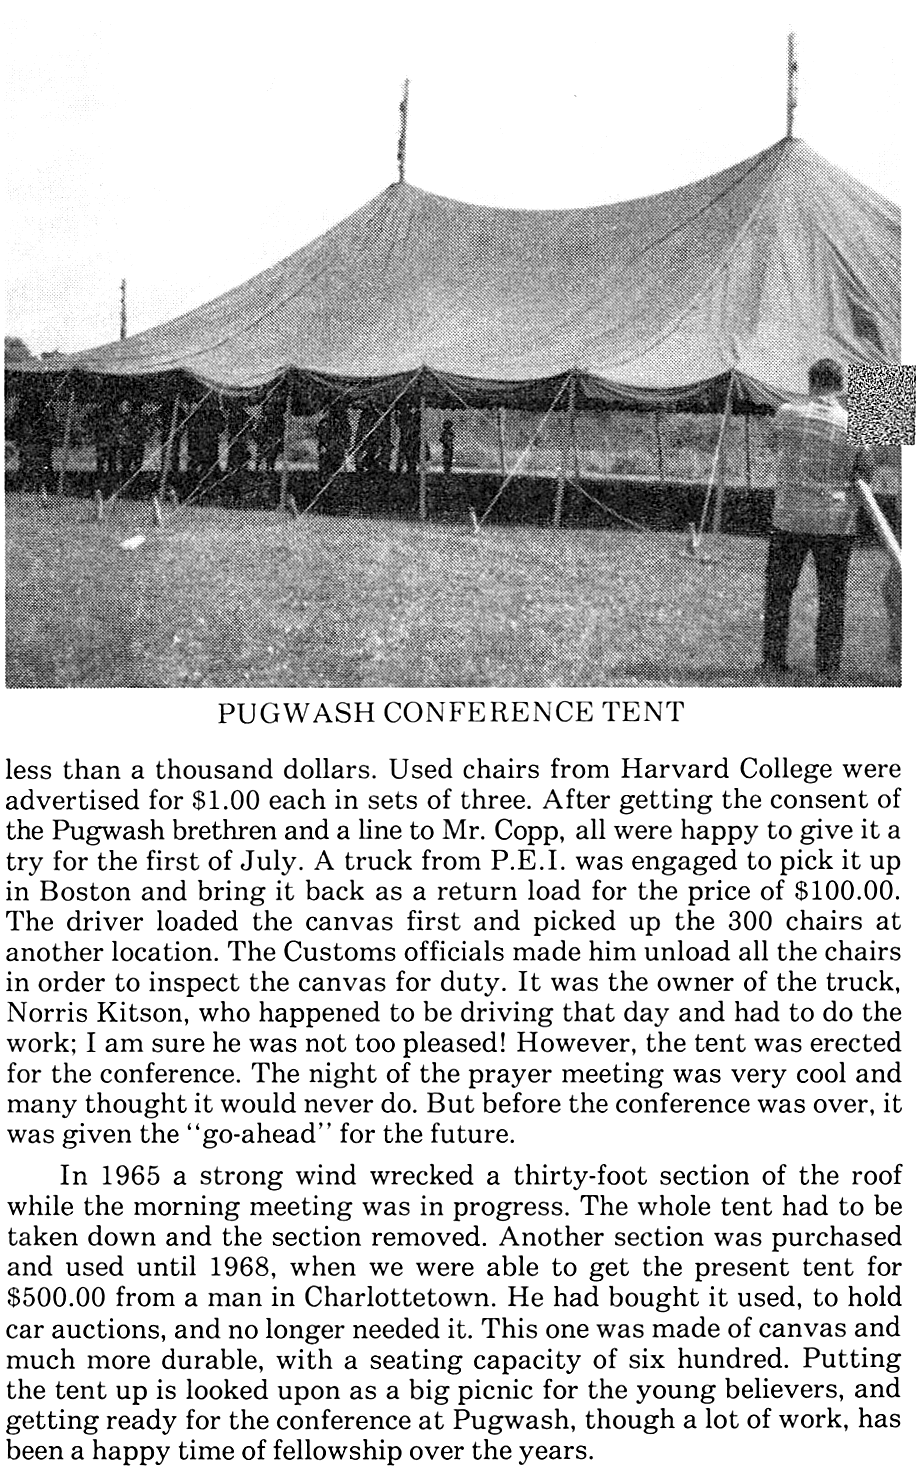 PUGWASH CONFERENCE TENT
less than a thousand dollars. Used chairs from Harvard College were
advertised for $1.00 each in sets of three. After getting the consent of
the Pugwash brethren and a line to Mr. Copp, all were happy to give it a
try for the first of July. A truck from P.E.I. was engaged to pick it up
in Boston and bring it back as a return load for the price of $100.00.
The driver loaded the canvas first and picked up the 300 chairs at
another location. The Customs officials made him unload all the chairs
in order to inspect the canvas for duty. It was the owner of the truck,
Norris Kitson, who happened to be driving that day and had to do the
work; I am sure he was not too pleased! However, the tent was erected
for the conference. The night of the prayer meeting was very cool and
many thought it would never do. But before the conference was over, it
was given the "go-ahead" for the future.
In 1965 a strong wind wrecked a thirty-foot section of the roof
while the morning meeting was in progress. The whole tent had to be
taken down and the section removed. Another section was purchased
and used until 1968, when we were able to get the present tent for
$500.00 from a man in Charlottetown. He had bought it used, to hold
car auctions, and no longer needed it. This one was made of canvas and
much more durable, with a seating capacity of six hundred. Putting
the tent up is looked upon as a big picnic for the young believers, and
getting ready for the conference at Pugwash, though a lot of work, has
been a happy time of fellowship over the years.